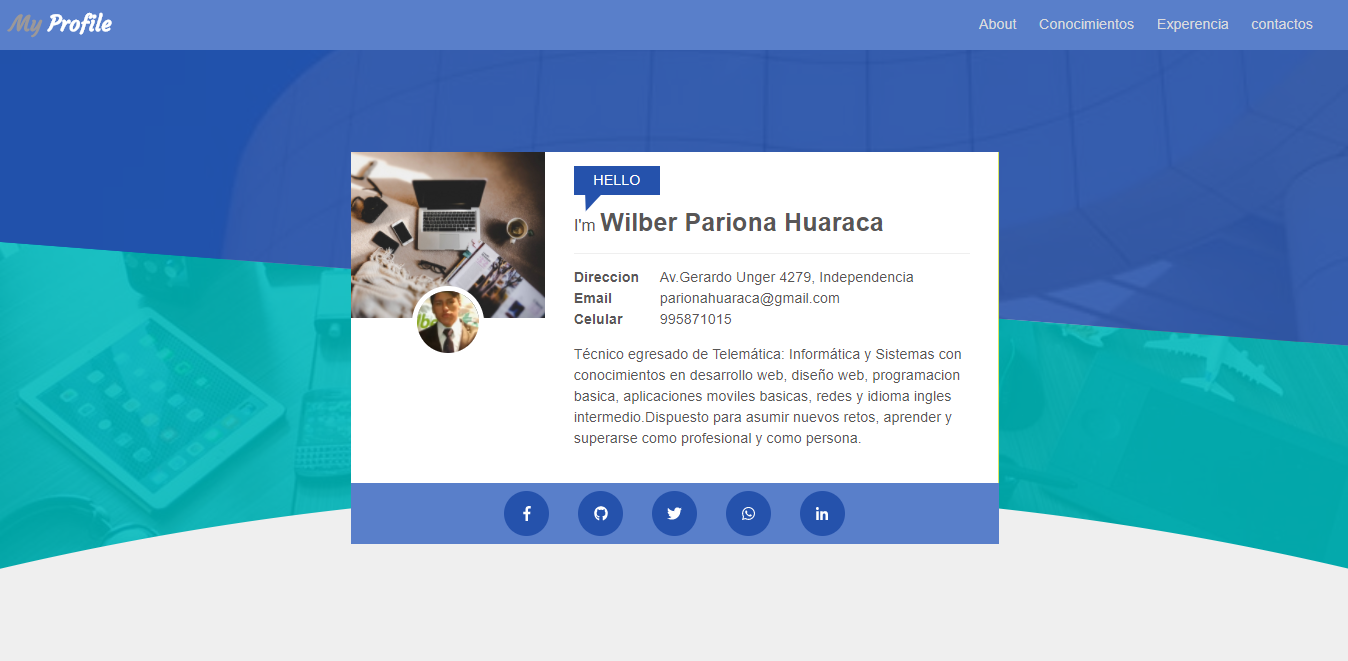 My Profile
About Conocimientos Experencia contactos
HELLO
I'm Wilber Pariona Huaraca
Direccion Av.Gerardo Unger 4279, Independencia
Email parionahuaraca@gmail.com
Celular 995871015
Técnico egresado de Telemática: Informática y Sistemas con
conocimientos en desarrollo web, diseño web, programacion
basica, aplicaciones moviles basicas, redes y idioma ingles
intermedio.Dispuesto para asumir nuevos retos, aprender y
superarse como profesional y como persona.